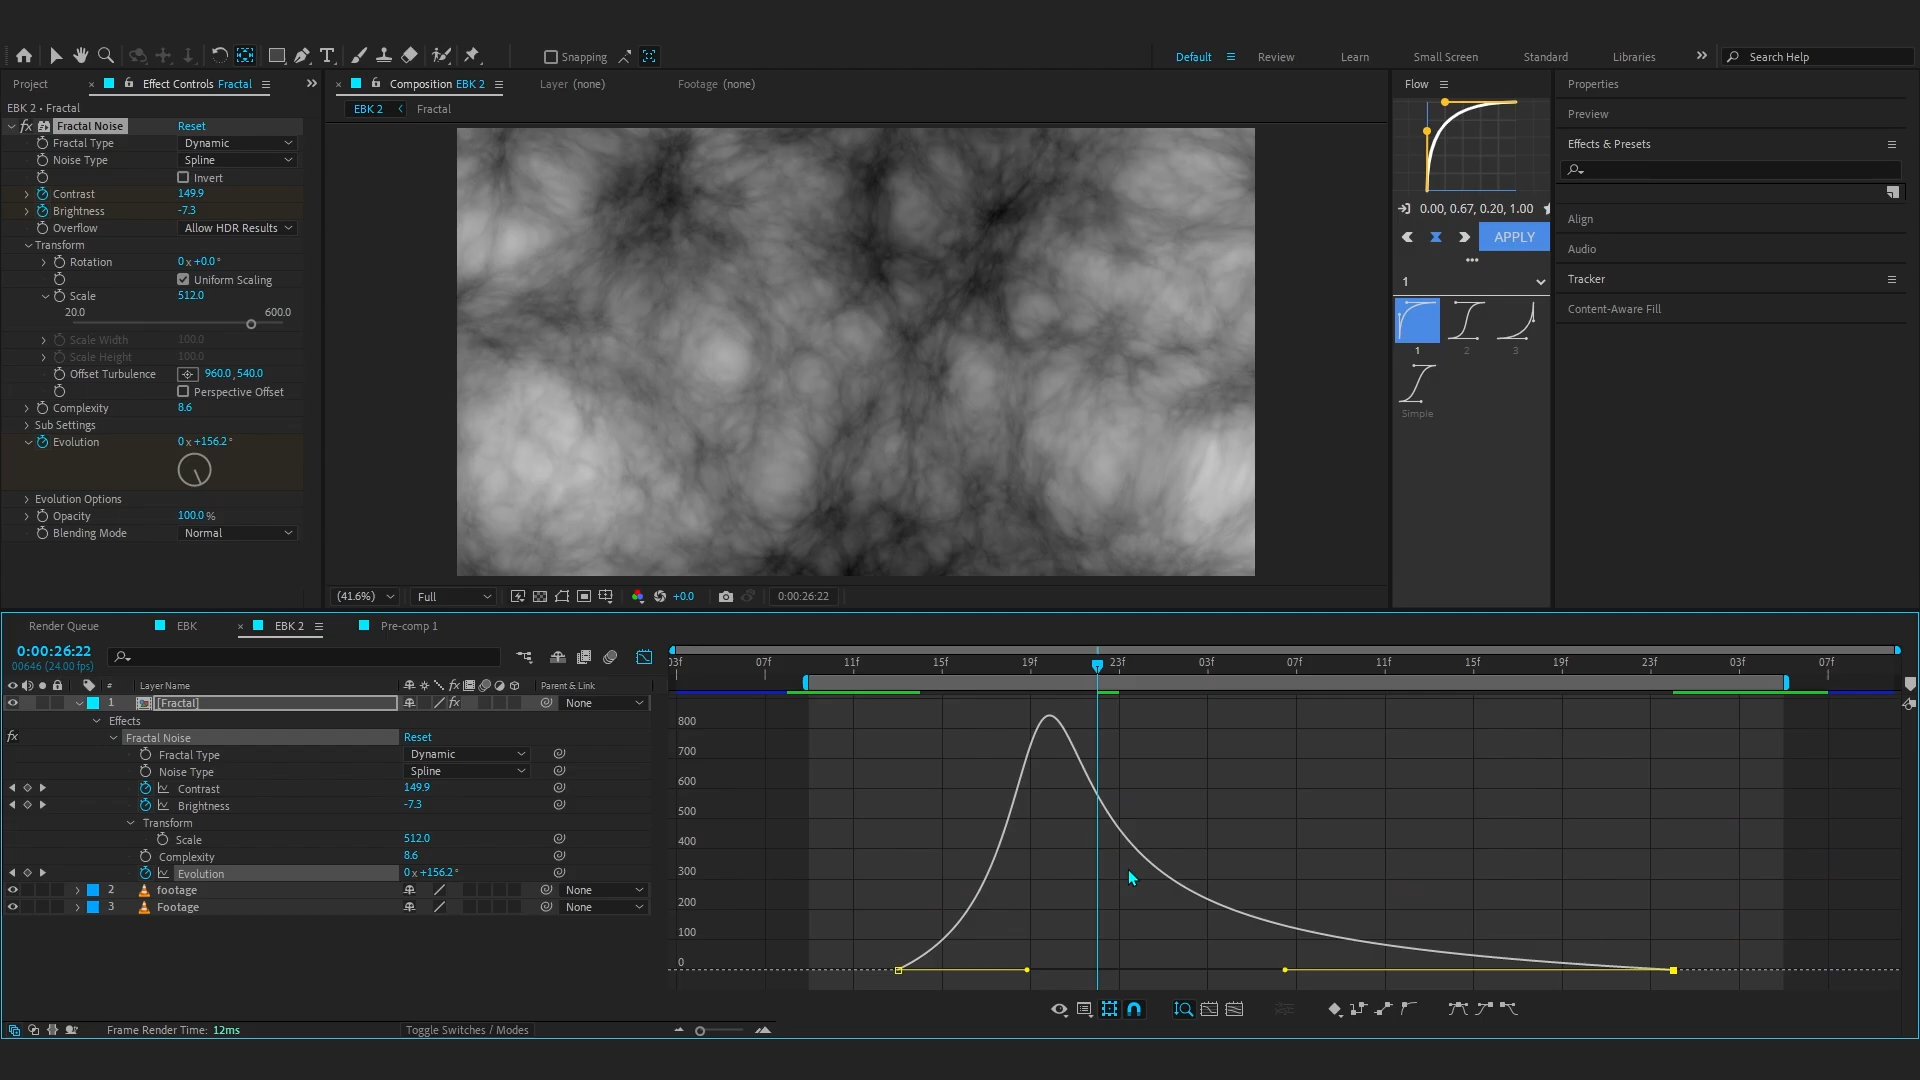 Snapping
Default
Review
Learn
Small Screen
Standard
Libraries
Search Help
Project
Effect Controls Fractal
Composition EBK 2
Layer (none)
Footage (none)
Flow
Properties
EBK 2 • Fractal
EBK 2
Fractal
Preview
fx Fractal Noise Reset
Fractal Type Dynamic
Effects & Presets
Noise Type Spline
Invert
Contrast 149.9
Brightness -7.3
0.00, 0.67, 0.20, 1.00
Align
Overflow Allow HDR Results
APPLY
Transform
Audio
Rotation 0 x +0.0 °
Uniform Scaling
1
Tracker
Scale 512.0
20.0 600.0
Content-Aware Fill
Scale Width 100.0
1 2 3
Scale Height 100.0
Offset Turbulence 960.0, 540.0
Perspective Offset
Complexity 8.6
Simple
Sub Settings
Evolution 0 x +156.2 °
Evolution Options
Opacity 100.0 %
Blending Mode Normal
(41.6%) Full +0.0 0:00:26:22
Render Queue EBK EBK 2 Pre-comp 1
0:00:26:22
00646 (24.00 fps)
03f 07f 11f 15f 19f 23f 03f 07f 11f 15f 19f 23f 03f 07f
# Layer Name fx Parent & Link
1 [Fractal] fx None
Effects
800
fx Fractal Noise Reset
Fractal Type Dynamic
700
Noise Type Spline
600
Contrast 149.9
Brightness -7.3
500
Transform
Scale 512.0
400
Complexity 8.6
300
Evolution 0 x +156.2 °
2 footage None
200
3 Footage None
100
0
Frame Render Time: 12ms
Toggle Switches / Modes